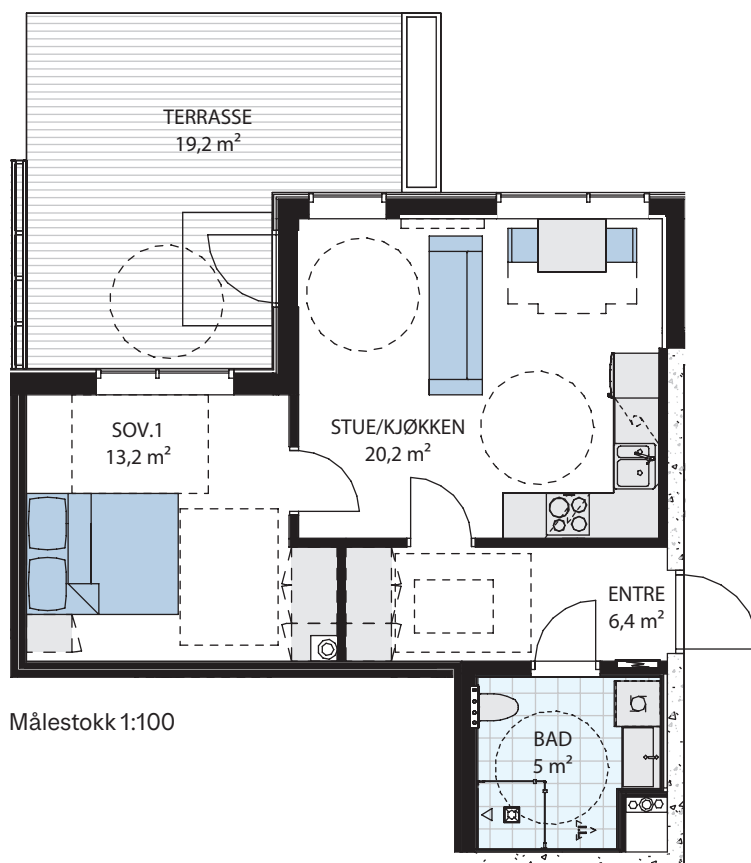 TERRASSE
19,2 m²
SOV.1
13,2 m²
STUE/KJØKKEN
20,2 m²
ENTRE
6,4 m²
Målestokk 1:100
BAD
5 m²